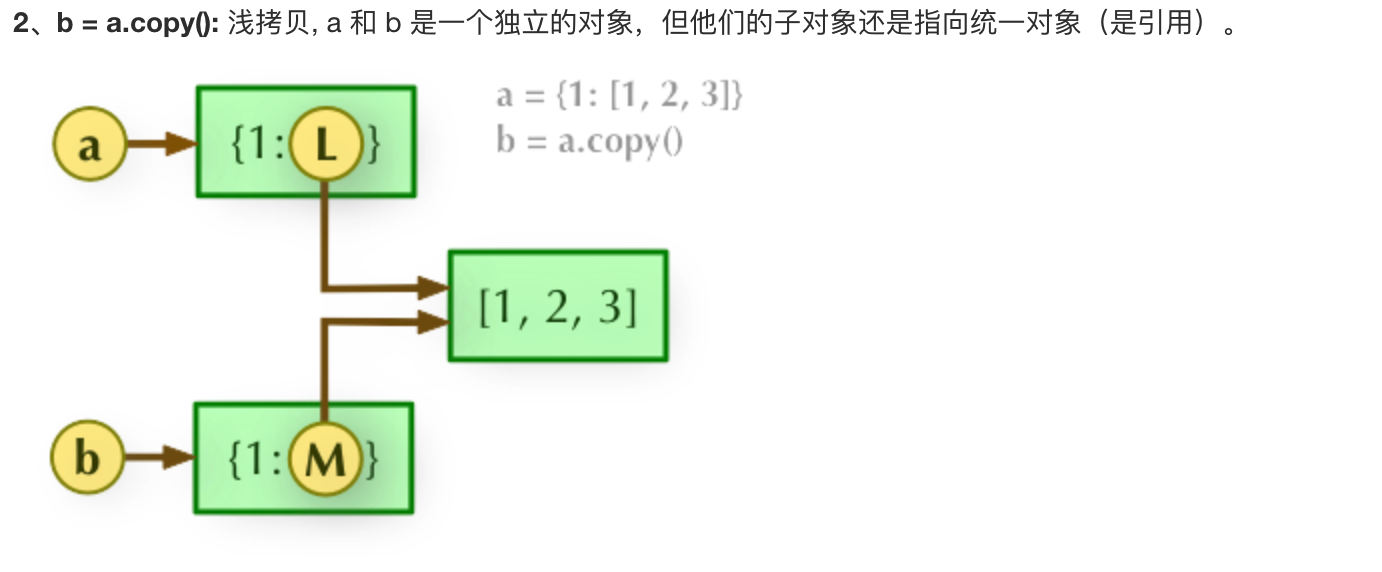 2、b = a.copy(): 浅拷贝, a 和 b 是一个独立的对象，但他们的子对象还是指向统一对象（是引用）。
a = {1: [1, 2, 3]}
b = a.copy()
a
{1: L }
[1, 2, 3]
b
{1: M }